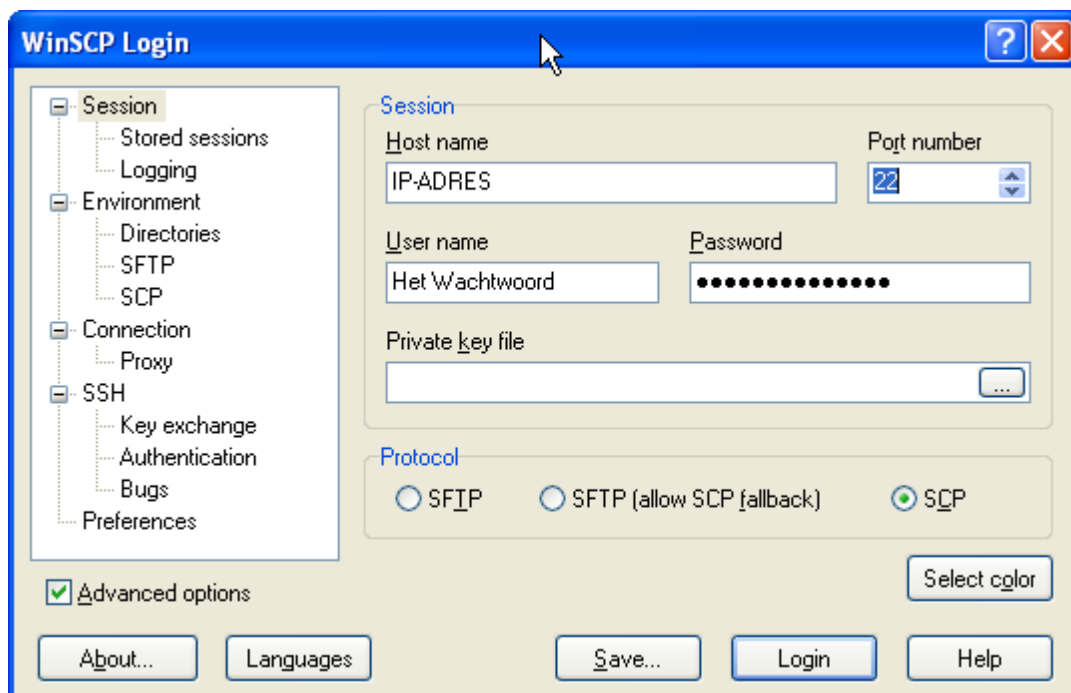 WinSCP Login
Session
Stored sessions
Logging
Environment
Directories
SFTP
SCP
Connection
Proxy
SSH
Key exchange
Authentication
Bugs
Preferences
Advanced options
Session
Host name
Port number
IP-ADRES
22
User name
Password
Het Wachtwoord
••••••••••••••
Private key file
...
Protocol
SFTP
SFTP (allow SCP fallback)
SCP
Select color
About...
Languages
Save...
Login
Help